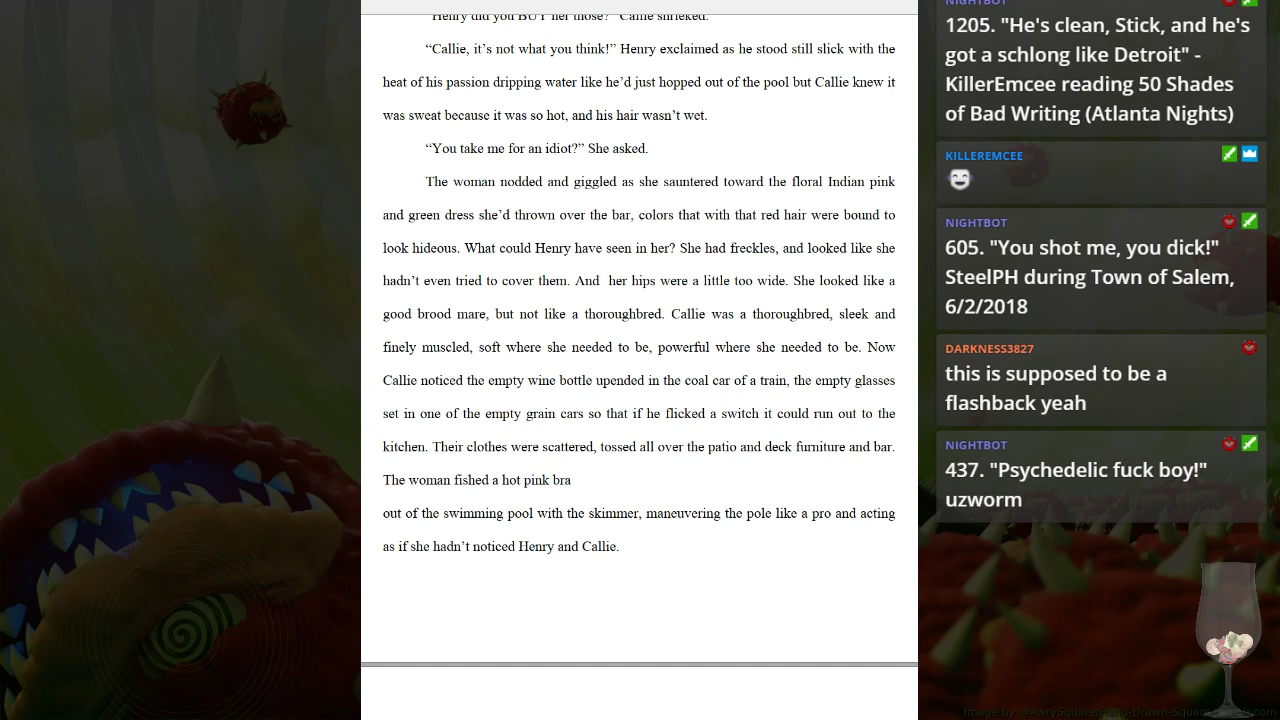 "Henry did you BUY her those?" Callie shrieked.
“Callie, it’s not what you think!” Henry exclaimed as he stood still slick with the
heat of his passion dripping water like he’d just hopped out of the pool but Callie knew it
was sweat because it was so hot, and his hair wasn’t wet.
“You take me for an idiot?” She asked.
The woman nodded and giggled as she sauntered toward the floral Indian pink
and green dress she’d thrown over the bar, colors that with that red hair were bound to
look hideous. What could Henry have seen in her? She had freckles, and looked like she
hadn’t even tried to cover them. And  her hips were a little too wide. She looked like a
good brood mare, but not like a thoroughbred. Callie was a thoroughbred, sleek and
finely muscled, soft where she needed to be, powerful where she needed to be. Now
Callie noticed the empty wine bottle upended in the coal car of a train, the empty glasses
set in one of the empty grain cars so that if he flicked a switch it could run out to the
kitchen. Their clothes were scattered, tossed all over the patio and deck furniture and bar.
The woman fished a hot pink bra
out of the swimming pool with the skimmer, maneuvering the pole like a pro and acting
as if she hadn’t noticed Henry and Callie.
NIGHTBOT
1205. "He's clean, Stick, and he's
got a schlong like Detroit" -
KillerEmcee reading 50 Shades
of Bad Writing (Atlanta Nights)
KILLEREMCEE
NIGHTBOT
605. "You shot me, you dick!"
SteelPH during Town of Salem,
6/2/2018
DARKNESS3827
this is supposed to be a
flashback yeah
NIGHTBOT
437. "Psychedelic fuck boy!"
uzworm